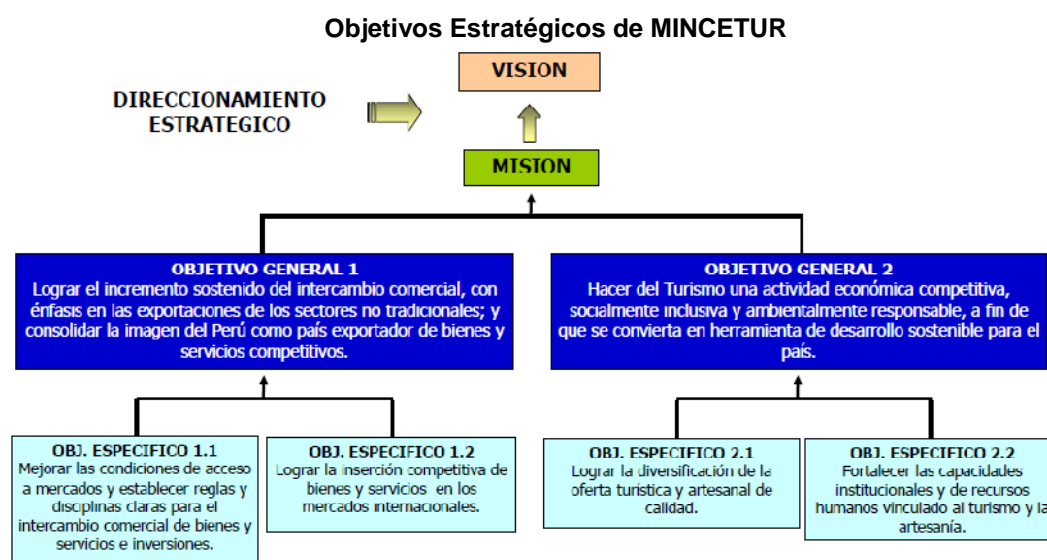 Objetivos Estratégicos de MINCETUR
VISION
DIRECCIONAMIENTO
ESTRATEGICO
MISION
OBJETIVO GENERAL 1
Lograr el incremento sostenido del intercambio comercial, con
énfasis en las exportaciones de los sectores no tradicionales; y
consolidar la imagen del Perú como país exportador de bienes y
servicios competitivos.
OBJETIVO GENERAL 2
Hacer del Turismo una actividad económica competitiva,
socialmente inclusiva y ambientalmente responsable, a fin de
que se convierta en herramienta de desarrollo sostenible para el
país.
OBJ. ESPECIFICO 1.1
Mejorar las condiciones de acceso
a mercados y establecer reglas y
disciplinas claras para el
intercambio comercial de bienes y
servicios e inversiones.
OBJ. ESPECIFICO 1.2
Lograr la inserción competitiva de
bienes y servicios en los
mercados internacionales.
OBJ. ESPECIFICO 2.1
Lograr la diversificación de la
oferta turística y artesanal de
calidad.
OBJ. ESPECIFICO 2.2
Fortalecer las capacidades
institucionales y de recursos
humanos vinculado al turismo y la
artesanía.